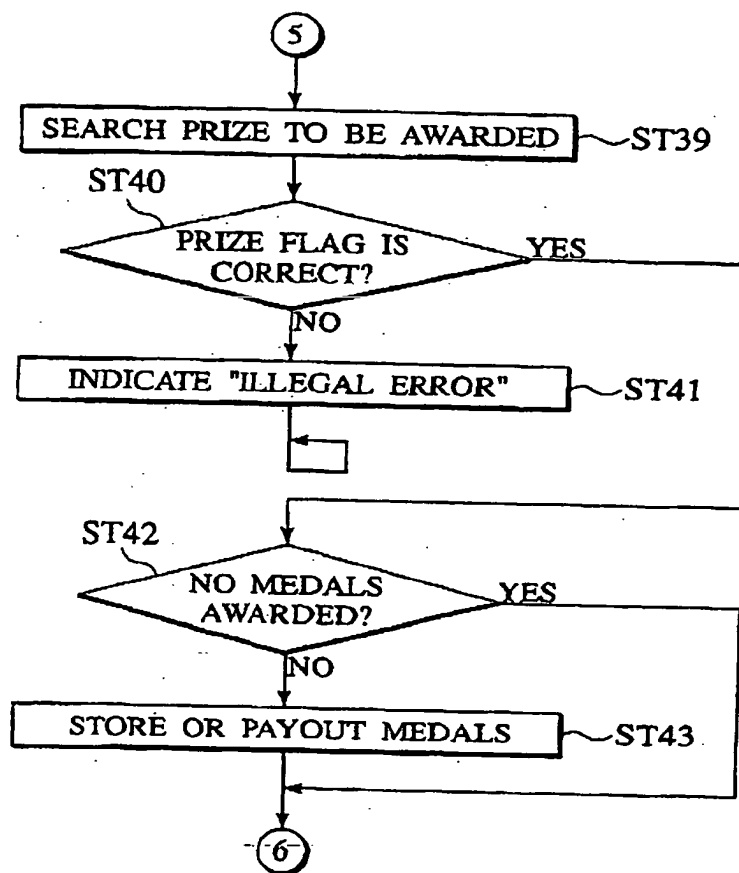 5
SEARCH PRIZE TO BE AWARDED
ST39
ST40
PRIZE FLAG IS
CORRECT?
YES
NO
INDICATE "ILLEGAL ERROR"
ST41
ST42
NO MEDALS
AWARDED?
YES
NO
STORE OR PAYOUT MEDALS
ST43
6